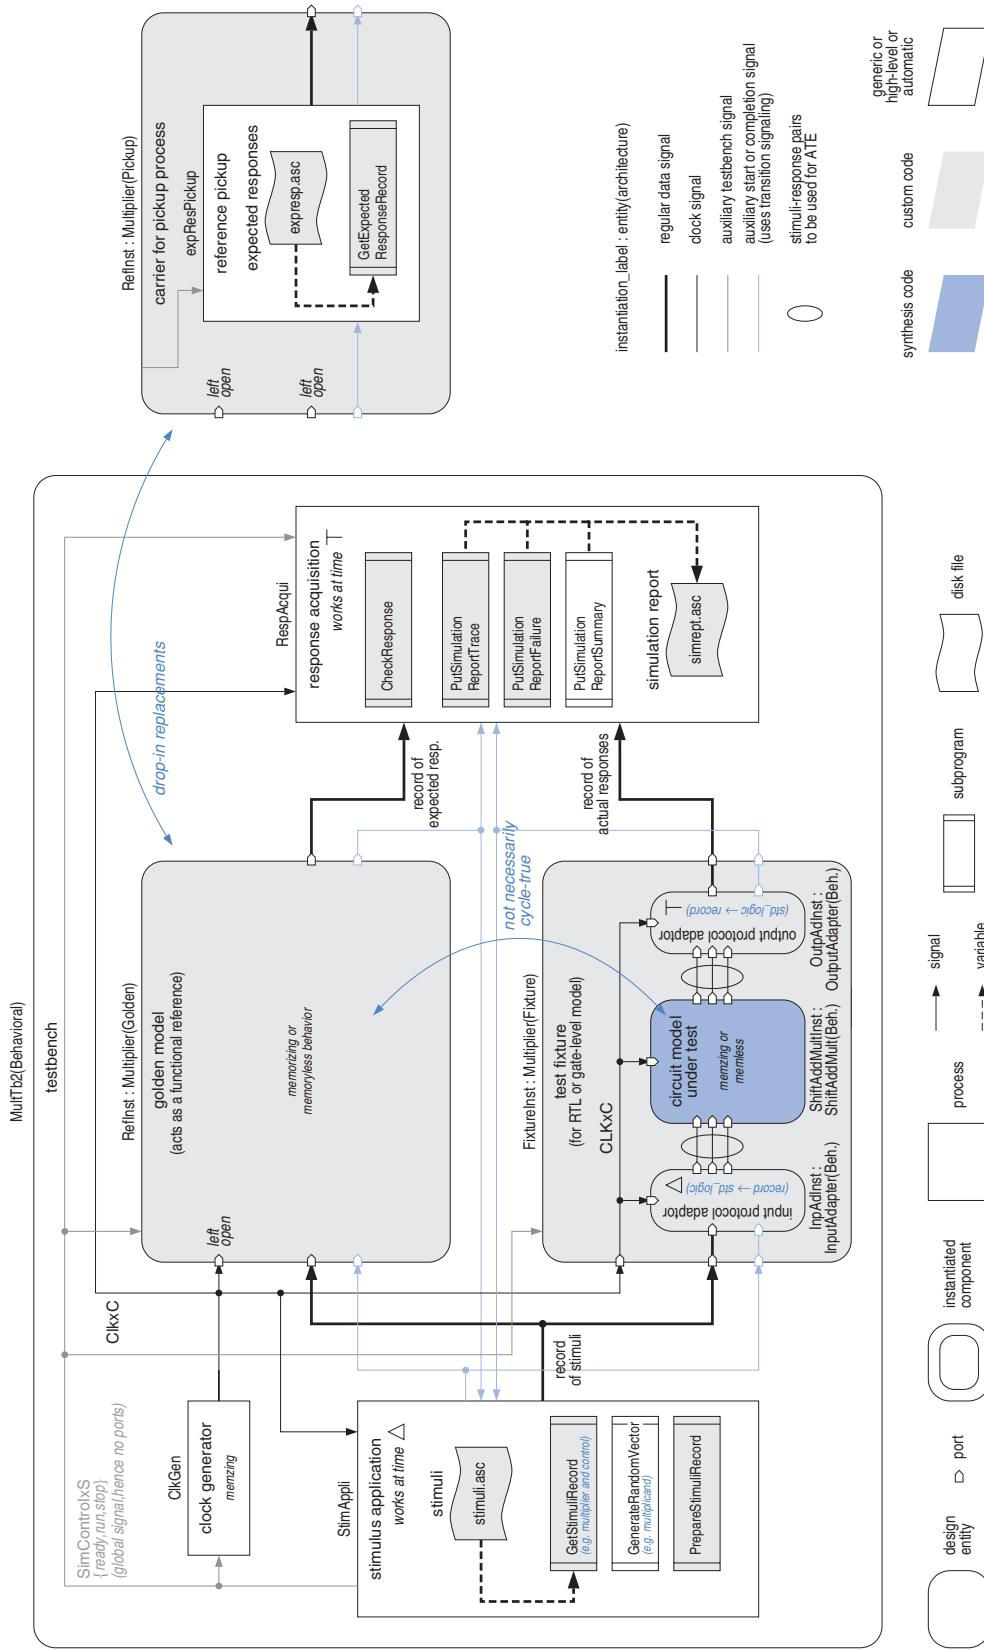 MultTb2(Behavioral)
testbench
SimControlxS
{ ready,run,stop}
(global signal,hence no ports)
ClkGen
clock generator
memzing
ClkxC
StimAppli
stimulus application
works at time
stimuli
stimuli.asc
GetStimuliRecord
(e.g. multiplier and control)
GenerateRandomVector
(e.g. multiplicand)
PrepareStimuliRecord
record
of stimuli
RefInst : Multiplier(Golden)
golden model
(acts as a functional reference)
left
open
memorizing or
memoryless behavior
drop-in replacements
not necessarily
cycle-true
FixtureInst : Multiplier(Fixture)
test fixture
(for RTL or gate-level model)
CLKxC
input protocol adaptor
(record → std_logic)
InpAdInst :
InputAdapter(Beh.)
circuit model
under test
memzing or
memless
ShiftAddMultInst :
ShiftAddMult(Beh.)
output protocol adaptor
(std_logic → record)
OutpAdInst :
OutputAdapter(Beh.)
record of
expected resp.
record of
actual responses
RespAcqui
response acquisition
works at time
CheckResponse
PutSimulation
ReportTrace
PutSimulation
ReportFailure
PutSimulation
ReportSummary
simulation report
simrept.asc
RefInst : Multiplier(Pickup)
carrier for pickup process
expResPickup
reference pickup
expected responses
expresp.asc
GetExpected
ResponseRecord
left
open
left
open
instantiation_label : entity(architecture)
regular data signal
clock signal
auxiliary testbench signal
auxiliary start or completion signal
(uses transition signaling)
stimuli-response pairs
to be used for ATE
design
entity
port
instantiated
component
process
signal
variable
subprogram
disk file
synthesis code
custom code
generic or
high-level or
automatic